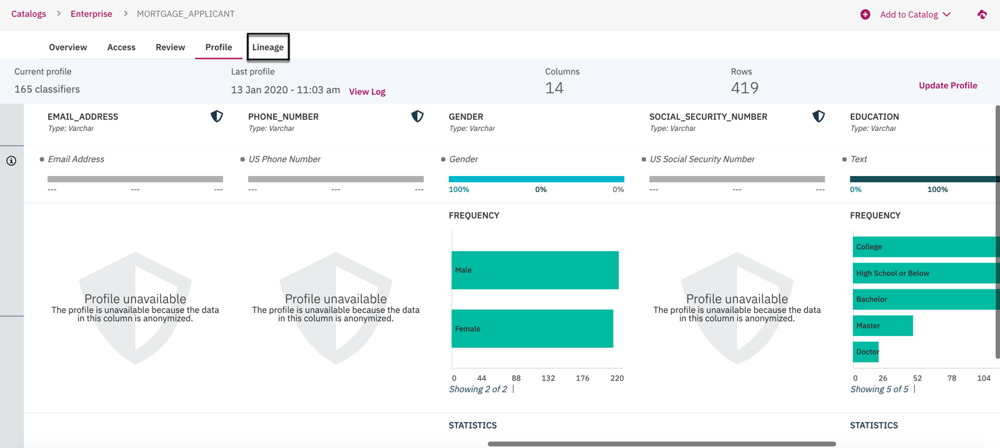 Catalogs > Enterprise > MORTGAGE_APPLICANT
Add to Catalog
Overview Access Review Profile Lineage
Current profile Last profile Columns Rows
165 classifiers 13 Jan 2020 - 11:03 am View Log 14 419 Update Profile
EMAIL_ADDRESS PHONE_NUMBER GENDER SOCIAL_SECURITY_NUMBER EDUCATION
Type: Varchar Type: Varchar Type: Varchar Type: Varchar Type: Varchar
Email Address US Phone Number Gender US Social Security Number Text
--- --- --- --- --- --- 100% 0% 0% --- --- --- 0% 100%
FREQUENCY FREQUENCY
College
Male High School or Below
Profile unavailable Profile unavailable Profile unavailable Bachelor
The profile is unavailable because the data The profile is unavailable because the data The profile is unavailable because the data
in this column is anonymized. in this column is anonymized. in this column is anonymized.
Female Master
Doctor
0 44 88 132 176 220 0 26 52 78 104
Showing 2 of 2 | Showing 5 of 5 |
STATISTICS STATISTICS